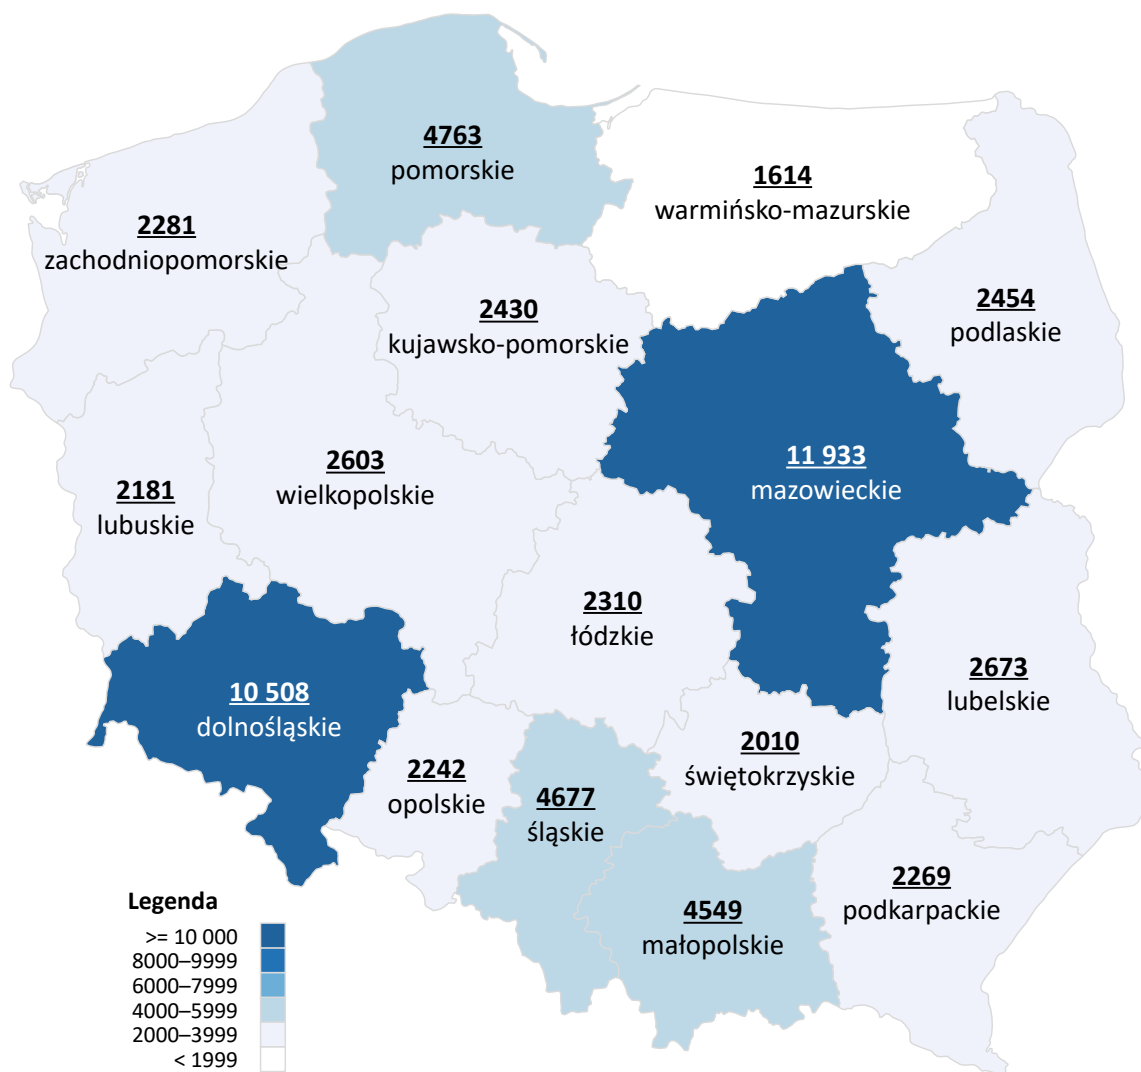 4763
pomorskie
1614
warmińsko-mazurskie
2281
zachodniopomorskie
2454
podlaskie
2430
kujawsko-pomorskie
11 933
mazowieckie
2603
wielkopolskie
2181
lubuskie
2310
łódzkie
2673
lubelskie
10 508
dolnośląskie
2010
świętokrzyskie
2242
opolskie
4677
śląskie
2269
podkarpackie
4549
małopolskie
Legenda
>= 10 000
8000–9999
6000–7999
4000–5999
2000–3999
< 1999